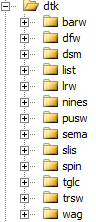 dtk
barw
dfw
dsm
list
lrw
nines
pusw
sema
slis
spin
tglc
trsw
wag